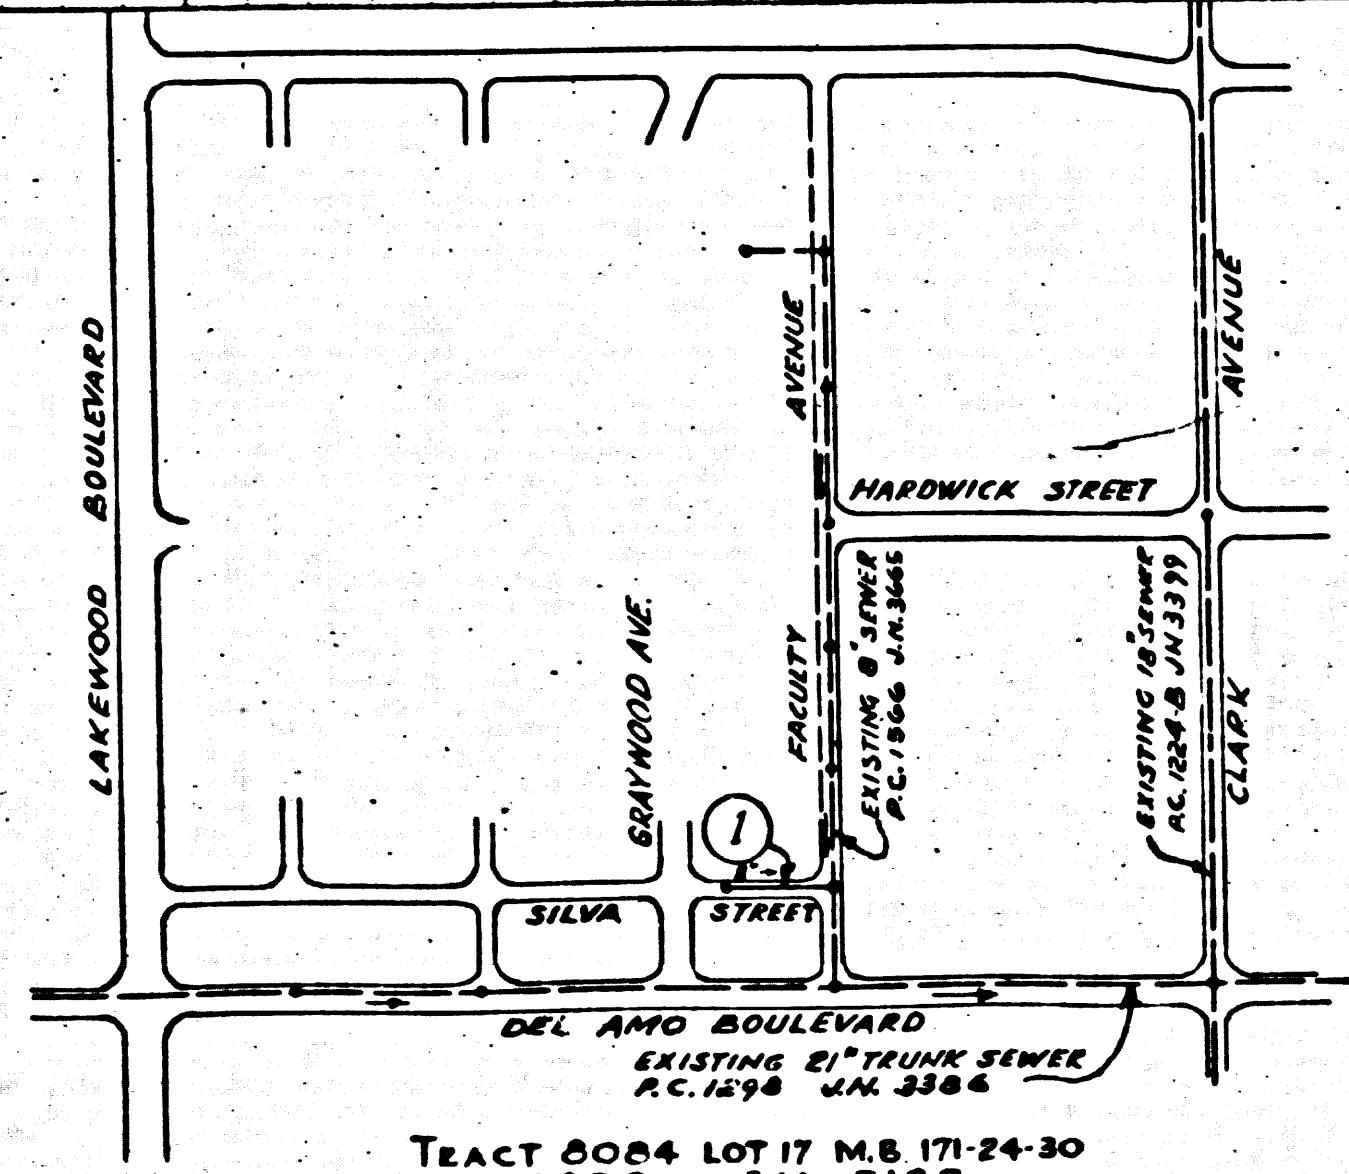 LAKEWOOD BOULEVARD
AVENUE
AVENUE
HARDWICK STREET
EXISTING 8" SEWER
P.C. 1566 J.N. 3665
EXISTING 18" SEWER
P.C. 1224-B JN 3399
GRAYWOOD AVE.
FACULTY
CLARK
1
SILVA STREET
DEL AMO BOULEVARD
EXISTING 21" TRUNK SEWER
P.C. 1298 J.N. 3386
TRACT 8084 LOT 17 M.B. 171-24-30